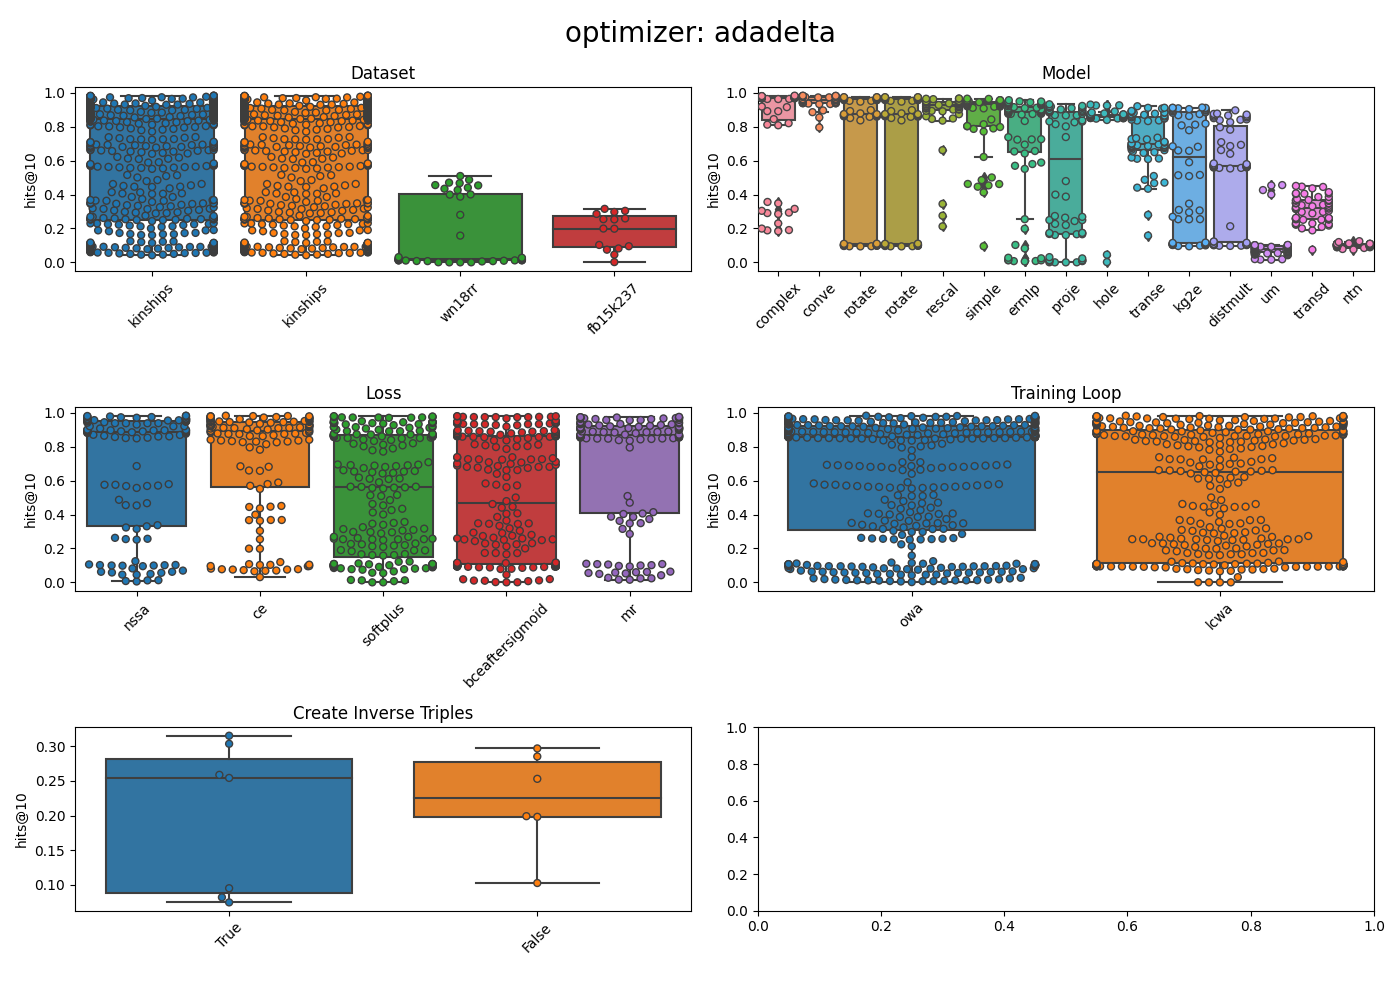 optimizer: adadelta
Dataset
hits@10
1.0
0.8
0.6
0.4
0.2
0.0
kinships
kinships
wn18rr
fb15k237
Model
hits@10
1.0
0.8
0.6
0.4
0.2
0.0
complex
conve
rotate
rotate
rescal
simple
ermlp
proje
hole
transe
kg2e
distmult
um
transd
ntn
Loss
hits@10
1.0
0.8
0.6
0.4
0.2
0.0
nssa
ce
softplus
bceaftersigmoid
mr
Training Loop
hits@10
1.0
0.8
0.6
0.4
0.2
0.0
owa
lcwa
Create Inverse Triples
hits@10
0.30
0.25
0.20
0.15
0.10
True
False
1.0
0.8
0.6
0.4
0.2
0.0
0.0 0.2 0.4 0.6 0.8 1.0